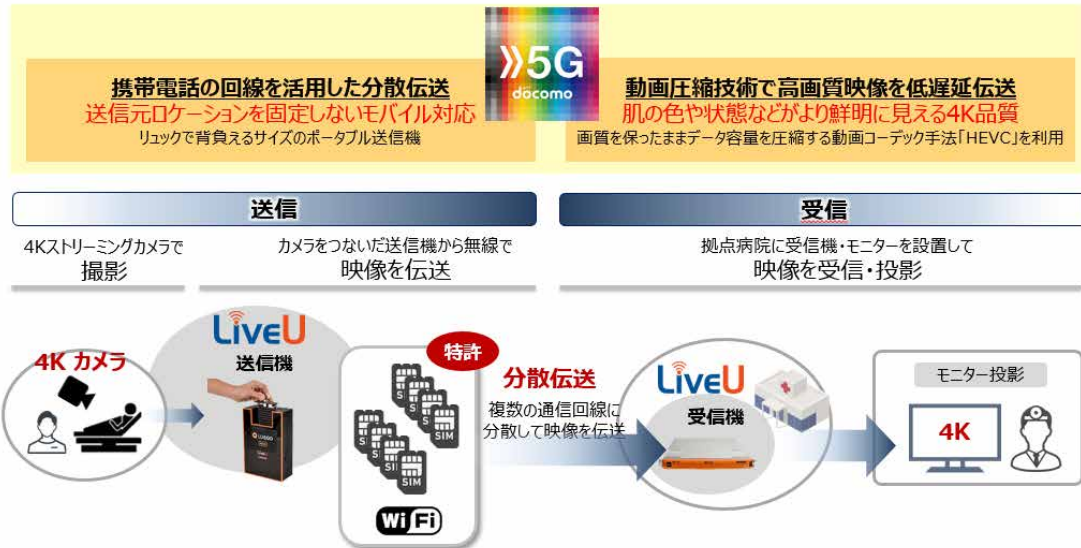 携帯電話の回線を活用した分散伝送
送信元ロケーションを固定しないモバイル対応
リュックで背負えるサイズのポータブル送信機
5G
döcomo
動画圧縮技術で高画質映像を低遅延伝送
肌の色や状態などがより鮮明に見える4K品質
画質を保ったままデータ容量を圧縮する動画コーデック手法「HEVC」を利用
送信
受信
4Kストリーミングカメラで
撮影
カメラをつないだ送信機から無線で
映像を伝送
拠点病院に受信機・モニターを設置して
映像を受信・投影
4K カメラ
LiveU
送信機
特許
SIM
SIM
SIM
SIM
WiFi
分散伝送
複数の通信回線に
分散して映像を伝送
LiveU
受信機
モニター投影
4K